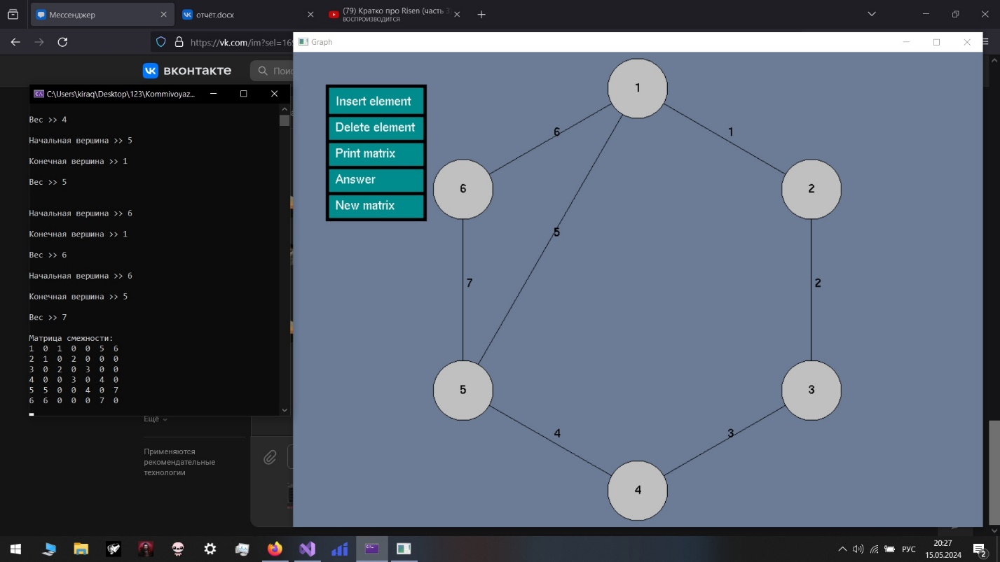 Мессенджер
отчёт.docx
(79) Кратко про Risen (часть 3
ВОСПРОИЗВОДИТСЯ
https://vk.com/im?sel=16
Graph
ВКОНТАКТЕ
Поис
C:\Users\kiraq\Desktop\123\Kommivoyaz...
Вес >> 4
Начальная вершина >> 5
Конечная вершина >> 1
Вес >> 5
Начальная вершина >> 6
Конечная вершина >> 1
Вес >> 6
Начальная вершина >> 6
Конечная вершина >> 5
Вес >> 7
Матрица смежности:
1 0 1 0 0 5 6
2 1 0 2 0 0 0
3 0 2 0 3 0 0
4 0 0 3 0 4 0
5 5 0 0 4 0 7
6 6 0 0 0 7 0
Insert element
Delete element
Print matrix
Answer
New matrix
1
6
1
6
2
5
7
2
5
3
4
3
4
Ещё
Применяются
рекомендательные
технологии
РУС
20:27
15.05.2024
2